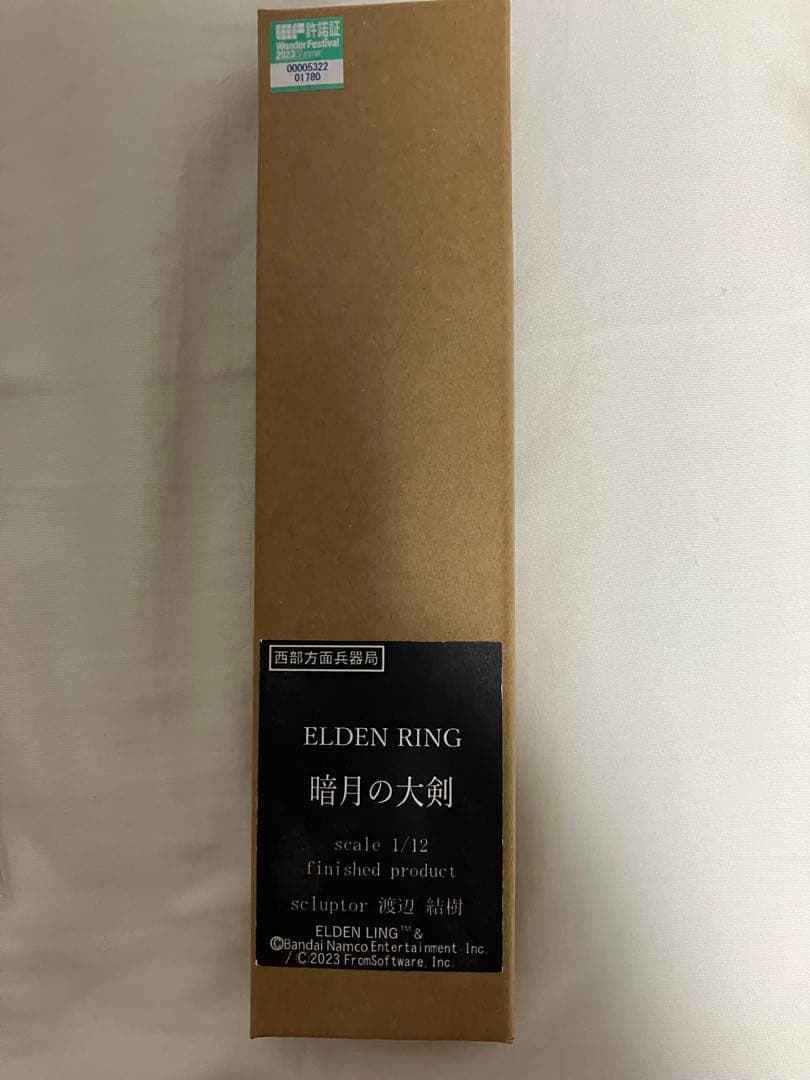 許諾証
Wonder Festival
2023 Summer
00005322
01780
西部方面兵器局
ELDEN RING
暗月の大剣
scale 1/12
finished product
scluptor 渡辺 結樹
ELDEN LING™ &
©Bandai Namco Entertainment Inc.
/ ©2023 FromSoftware, Inc.